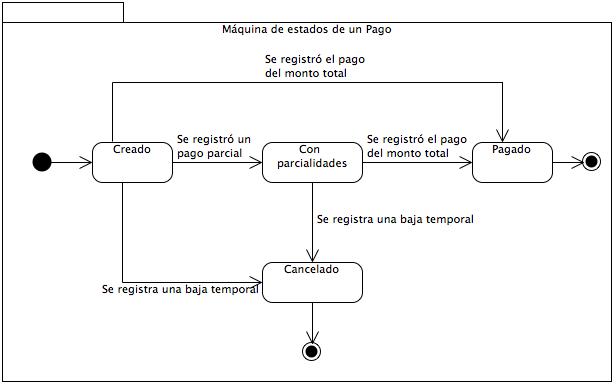 Máquina de estados de un Pago
Se registró el pago
del monto total
Creado
Se registró un
pago parcial
Con
parcialidades
Se registró el pago
del monto total
Pagado
Se registra una baja temporal
Cancelado
Se registra una baja temporal